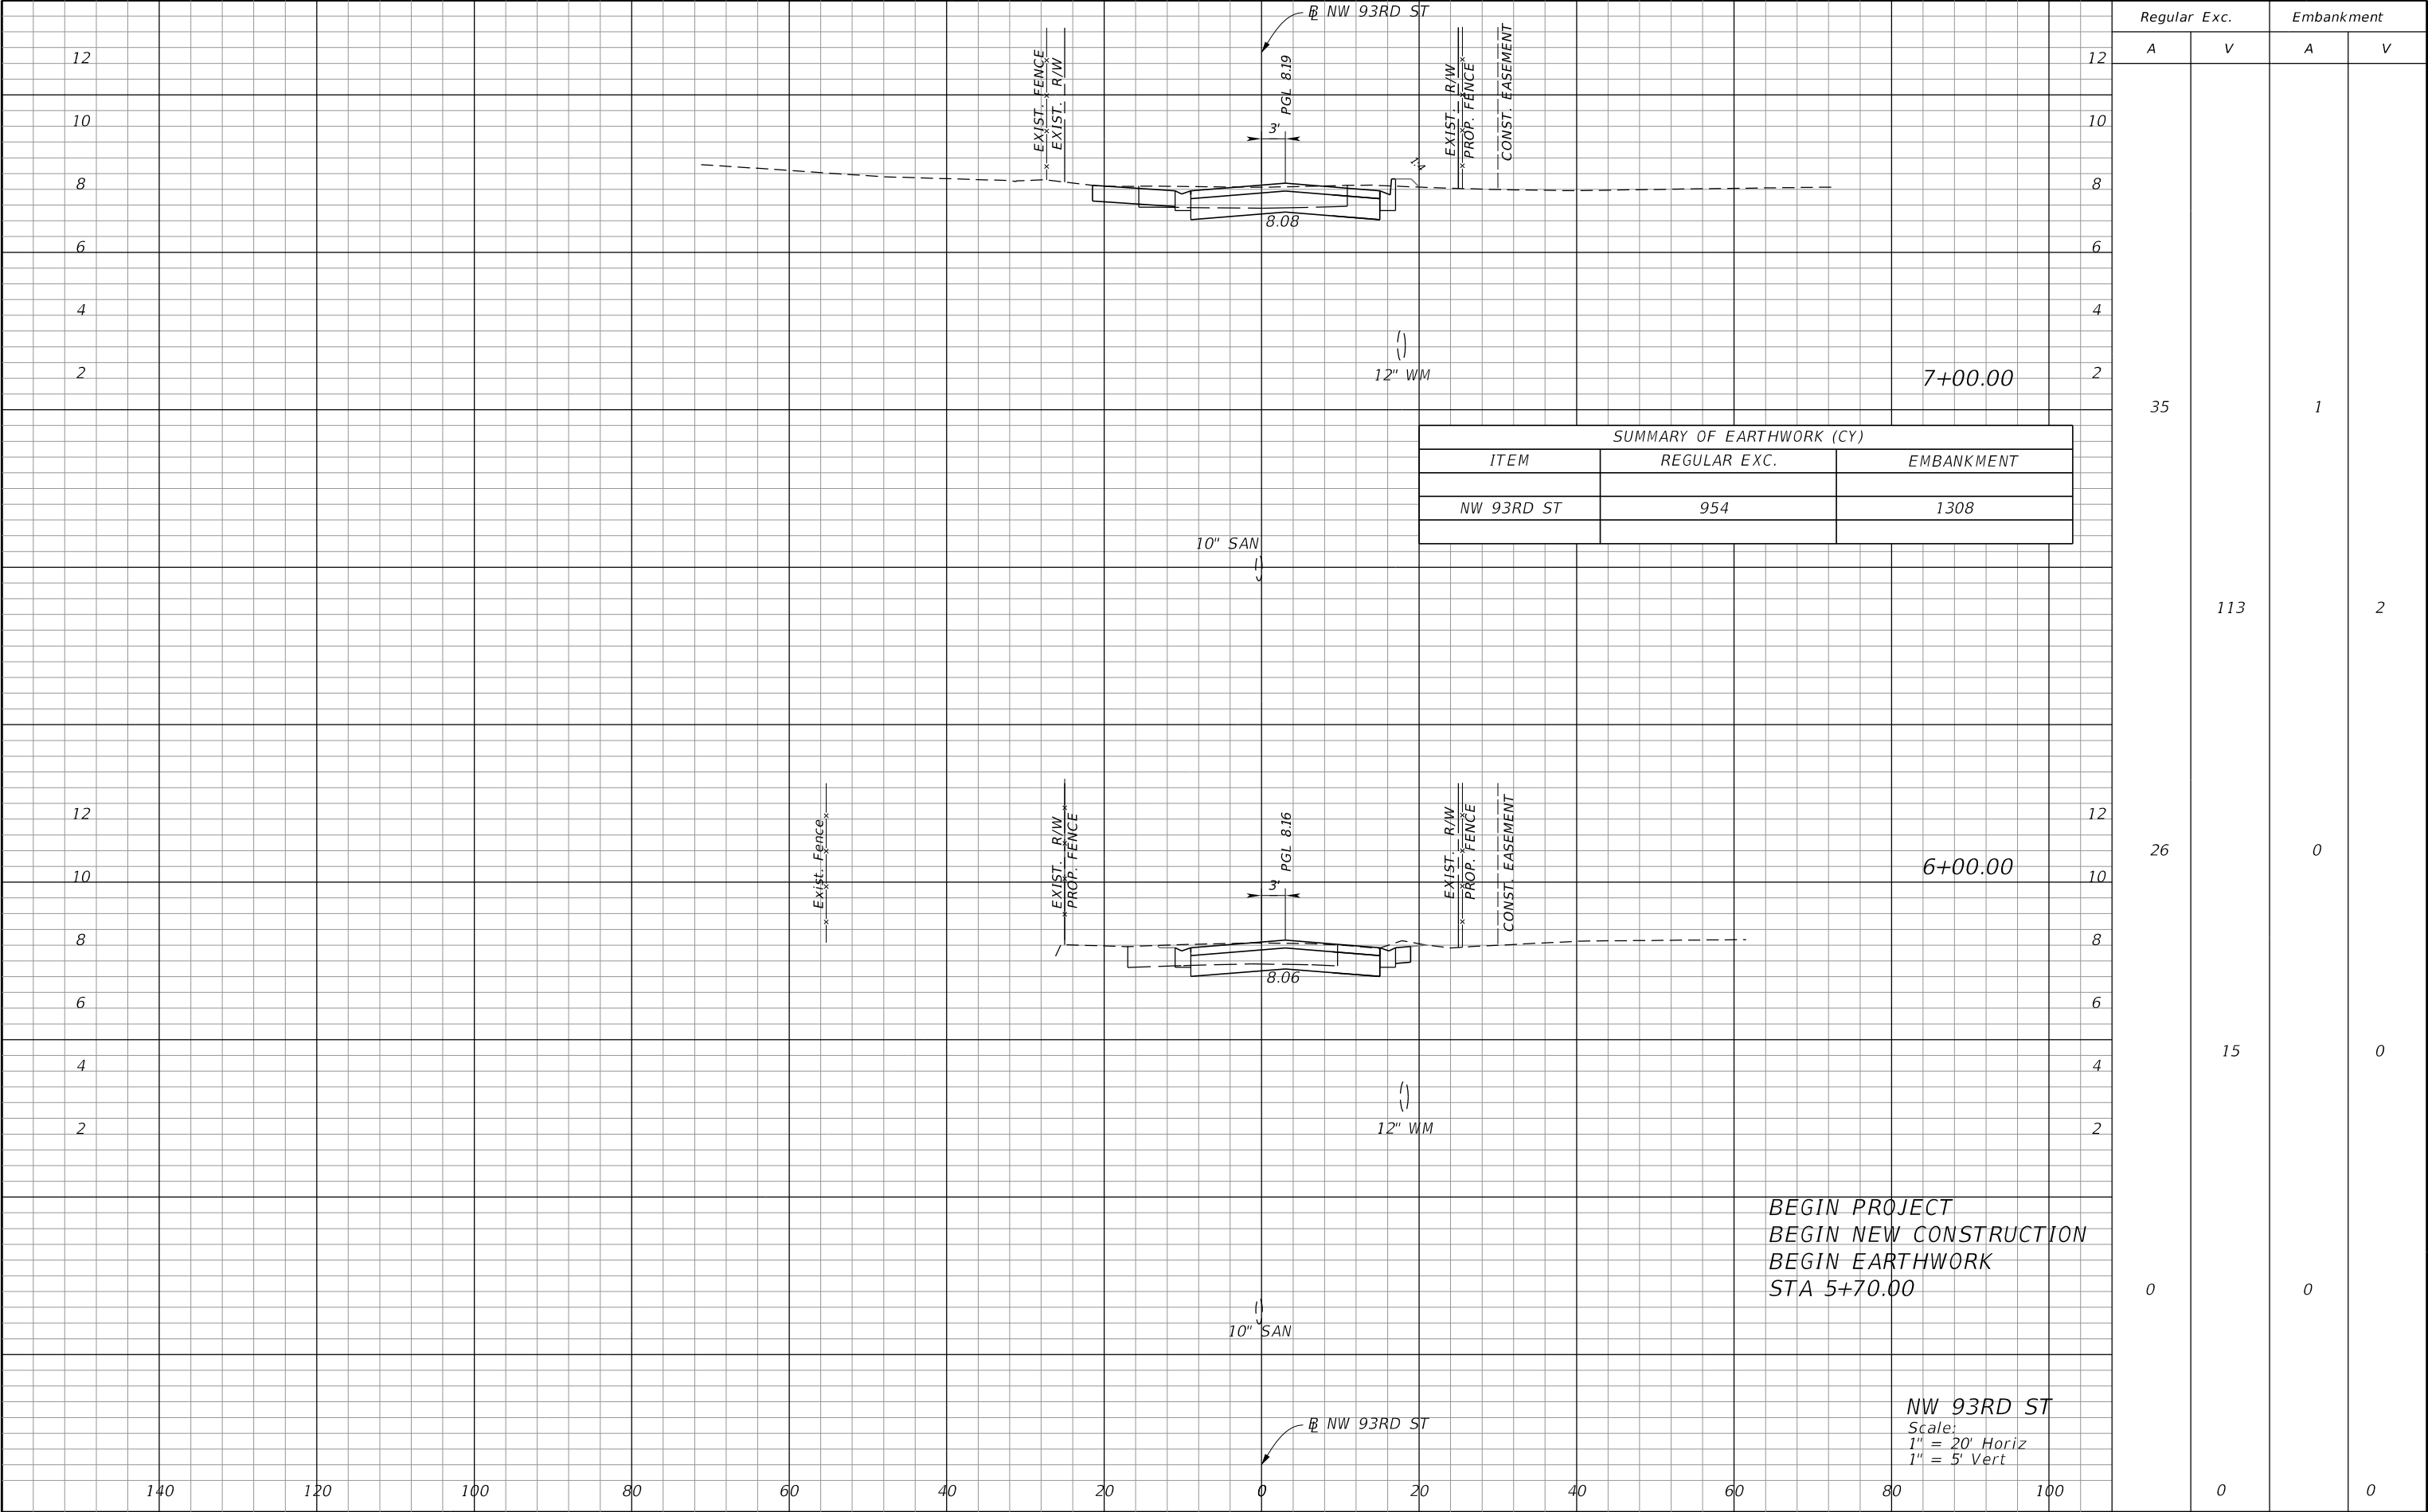 ℄ NW 93RD ST
Regular Exc. Embankment
A V A V
12 12
10 10
8 8
6 6
4 4
2 2
EXIST. FENCE
EXIST. R/W
PGL 8.19
3'
1:4
EXIST. R/W
PROP. FENCE
CONST. EASEMENT
8.08
12" WM
7+00.00
35 1
SUMMARY OF EARTHWORK (CY)
ITEM REGULAR EXC. EMBANKMENT
NW 93RD ST 954 1308
10" SAN
113 2
12 12
10 10
8 8
6 6
4 4
2 2
Exist. Fence
EXIST. R/W
PROP. FENCE
PGL 8.16
3'
EXIST. R/W
PROP. FENCE
CONST. EASEMENT
8.06
6+00.00
26 0
15 0
12" WM
BEGIN PROJECT
BEGIN NEW CONSTRUCTION
BEGIN EARTHWORK
STA 5+70.00
0 0
10" SAN
℄ NW 93RD ST
NW 93RD ST
Scale:
1" = 20' Horiz
1" = 5' Vert
140 120 100 80 60 40 20 0 20 40 60 80 100
0 0